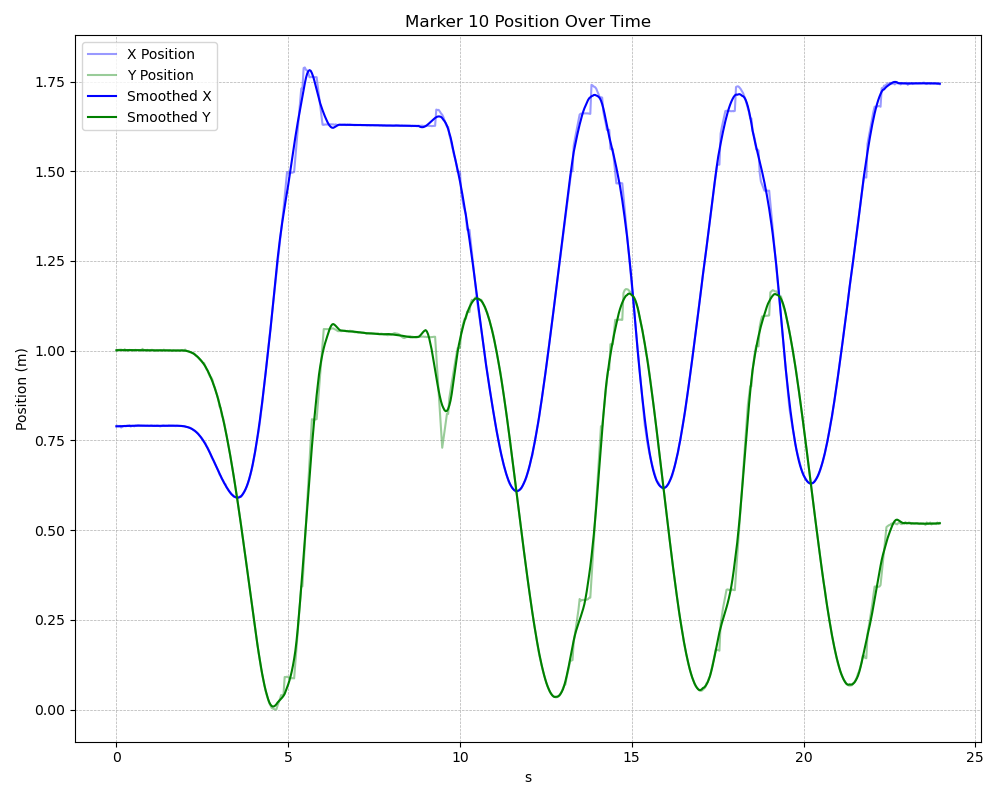 Marker 10 Position Over Time
X Position
Y Position
Smoothed X
Smoothed Y
Position (m)
1.75
1.50
1.25
1.00
0.75
0.50
0.25
0.00
0 5 10 15 20 25
s